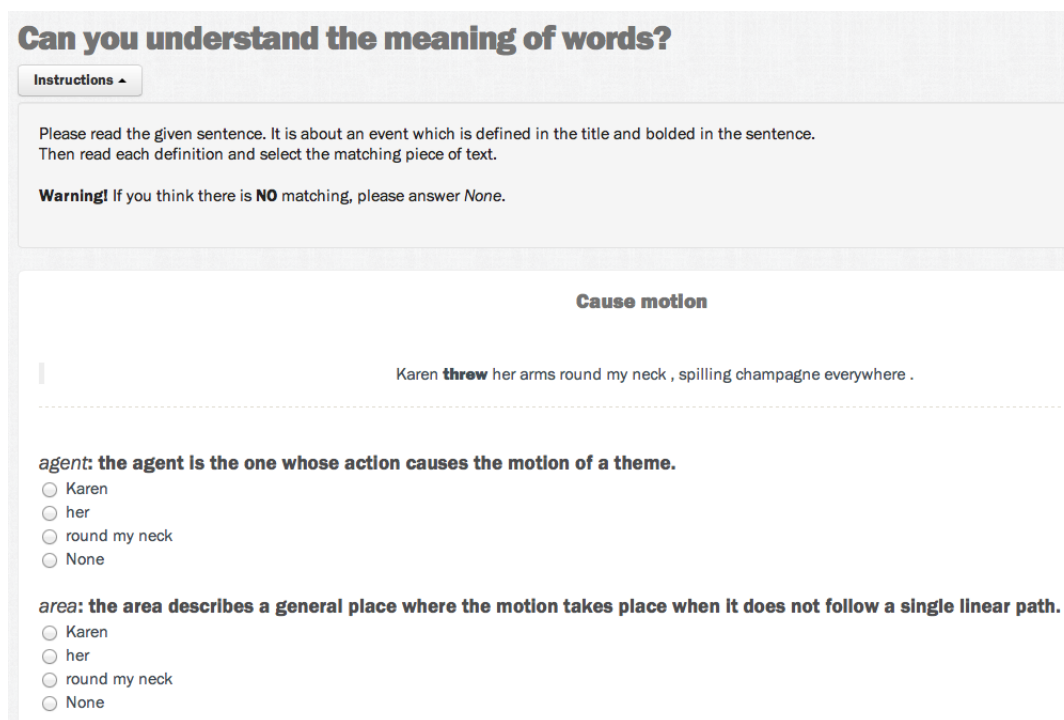 Can you understand the meaning of words?
Instructions
Please read the given sentence. It is about an event which is defined in the title and bolded in the sentence.
Then read each definition and select the matching piece of text.
Warning! If you think there is NO matching, please answer None.
Cause motion
Karen threw her arms round my neck , spilling champagne everywhere .
agent: the agent is the one whose action causes the motion of a theme.
Karen
her
round my neck
None
area: the area describes a general place where the motion takes place when it does not follow a single linear path.
Karen
her
round my neck
None